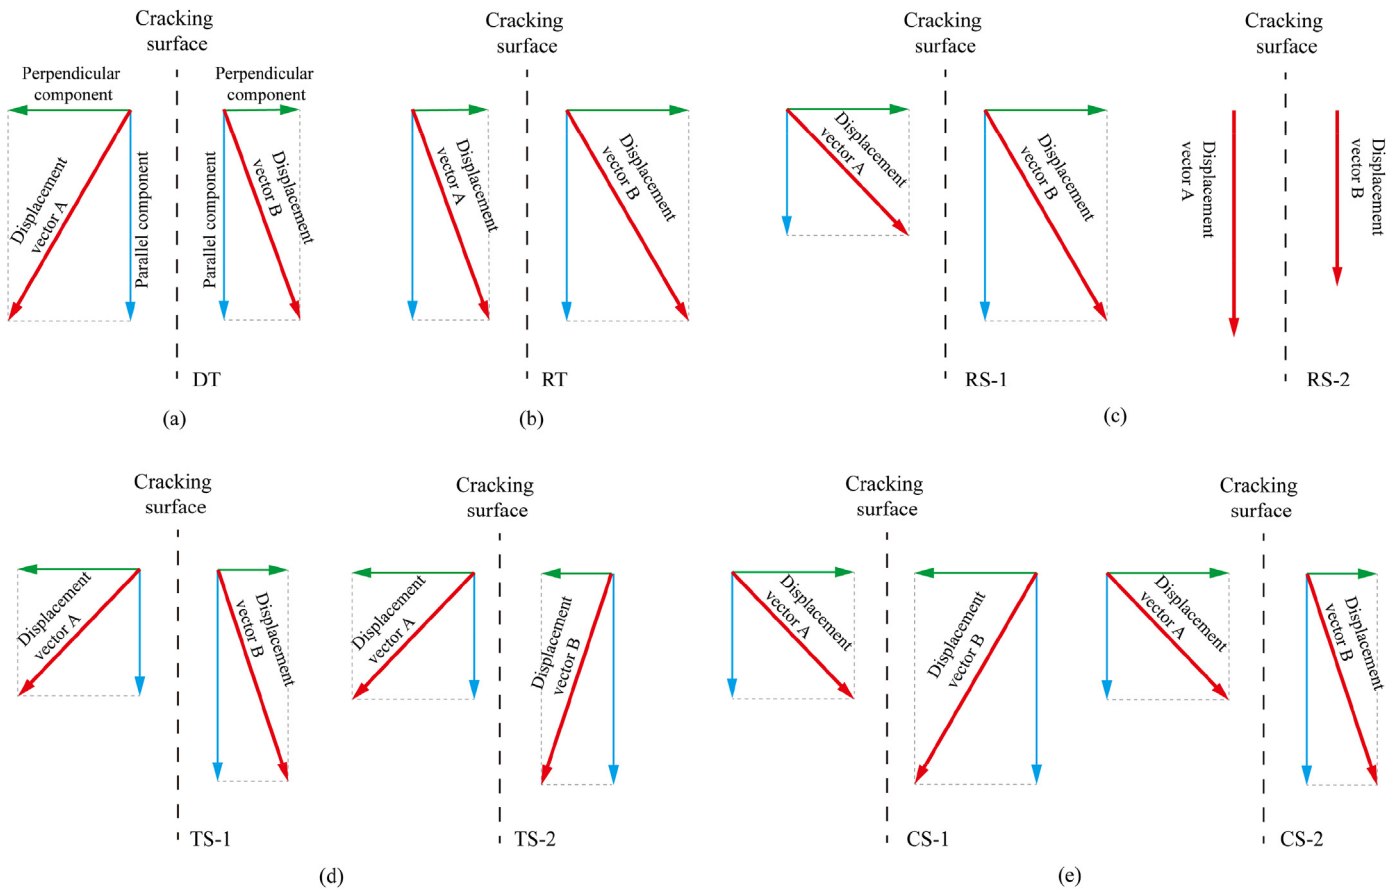 Cracking
surface
Perpendicular
component
Perpendicular
component
Displacement
vector A
Parallel component
Parallel component
Displacement
vector B
DT
(a)
Cracking
surface
Displacement
vector A
Displacement
vector B
RT
(b)
Cracking
surface
Displacement
vector A
Displacement
vector B
RS-1
Cracking
surface
Displacement
vector A
Displacement
vector B
RS-2
(c)
Cracking
surface
Displacement
vector A
Displacement
vector B
TS-1
Cracking
surface
Displacement
vector A
Displacement
vector B
TS-2
(d)
Cracking
surface
Displacement
vector A
Displacement
vector B
CS-1
Cracking
surface
Displacement
vector A
Displacement
vector B
CS-2
(e)